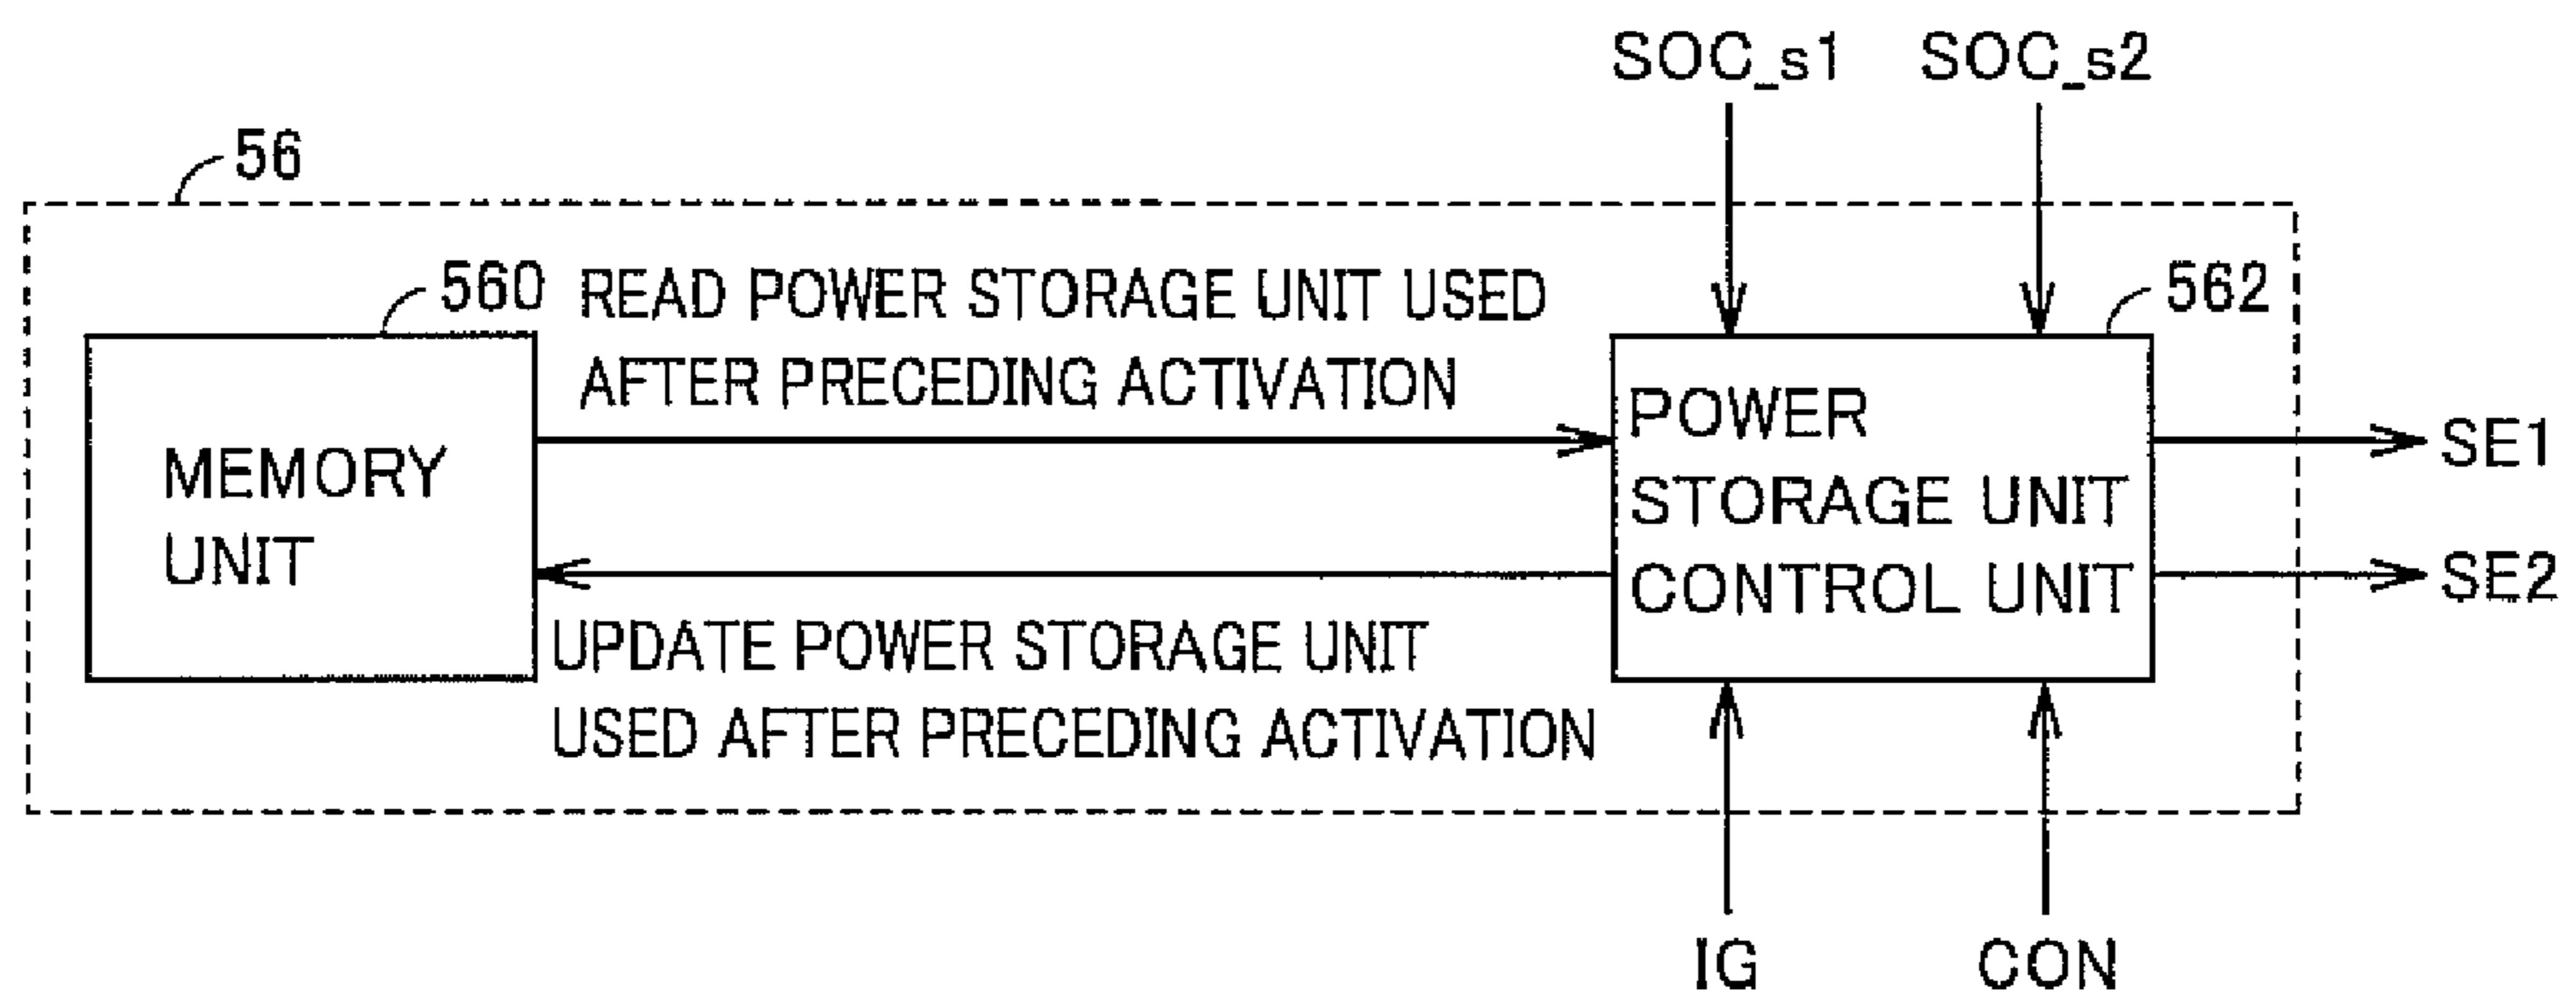 SOC_s1 SOC_s2
56
560 READ POWER STORAGE UNIT USED
AFTER PRECEDING ACTIVATION
562
MEMORY
UNIT
POWER
STORAGE UNIT
CONTROL UNIT
SE1
SE2
UPDATE POWER STORAGE UNIT
USED AFTER PRECEDING ACTIVATION
IG CON